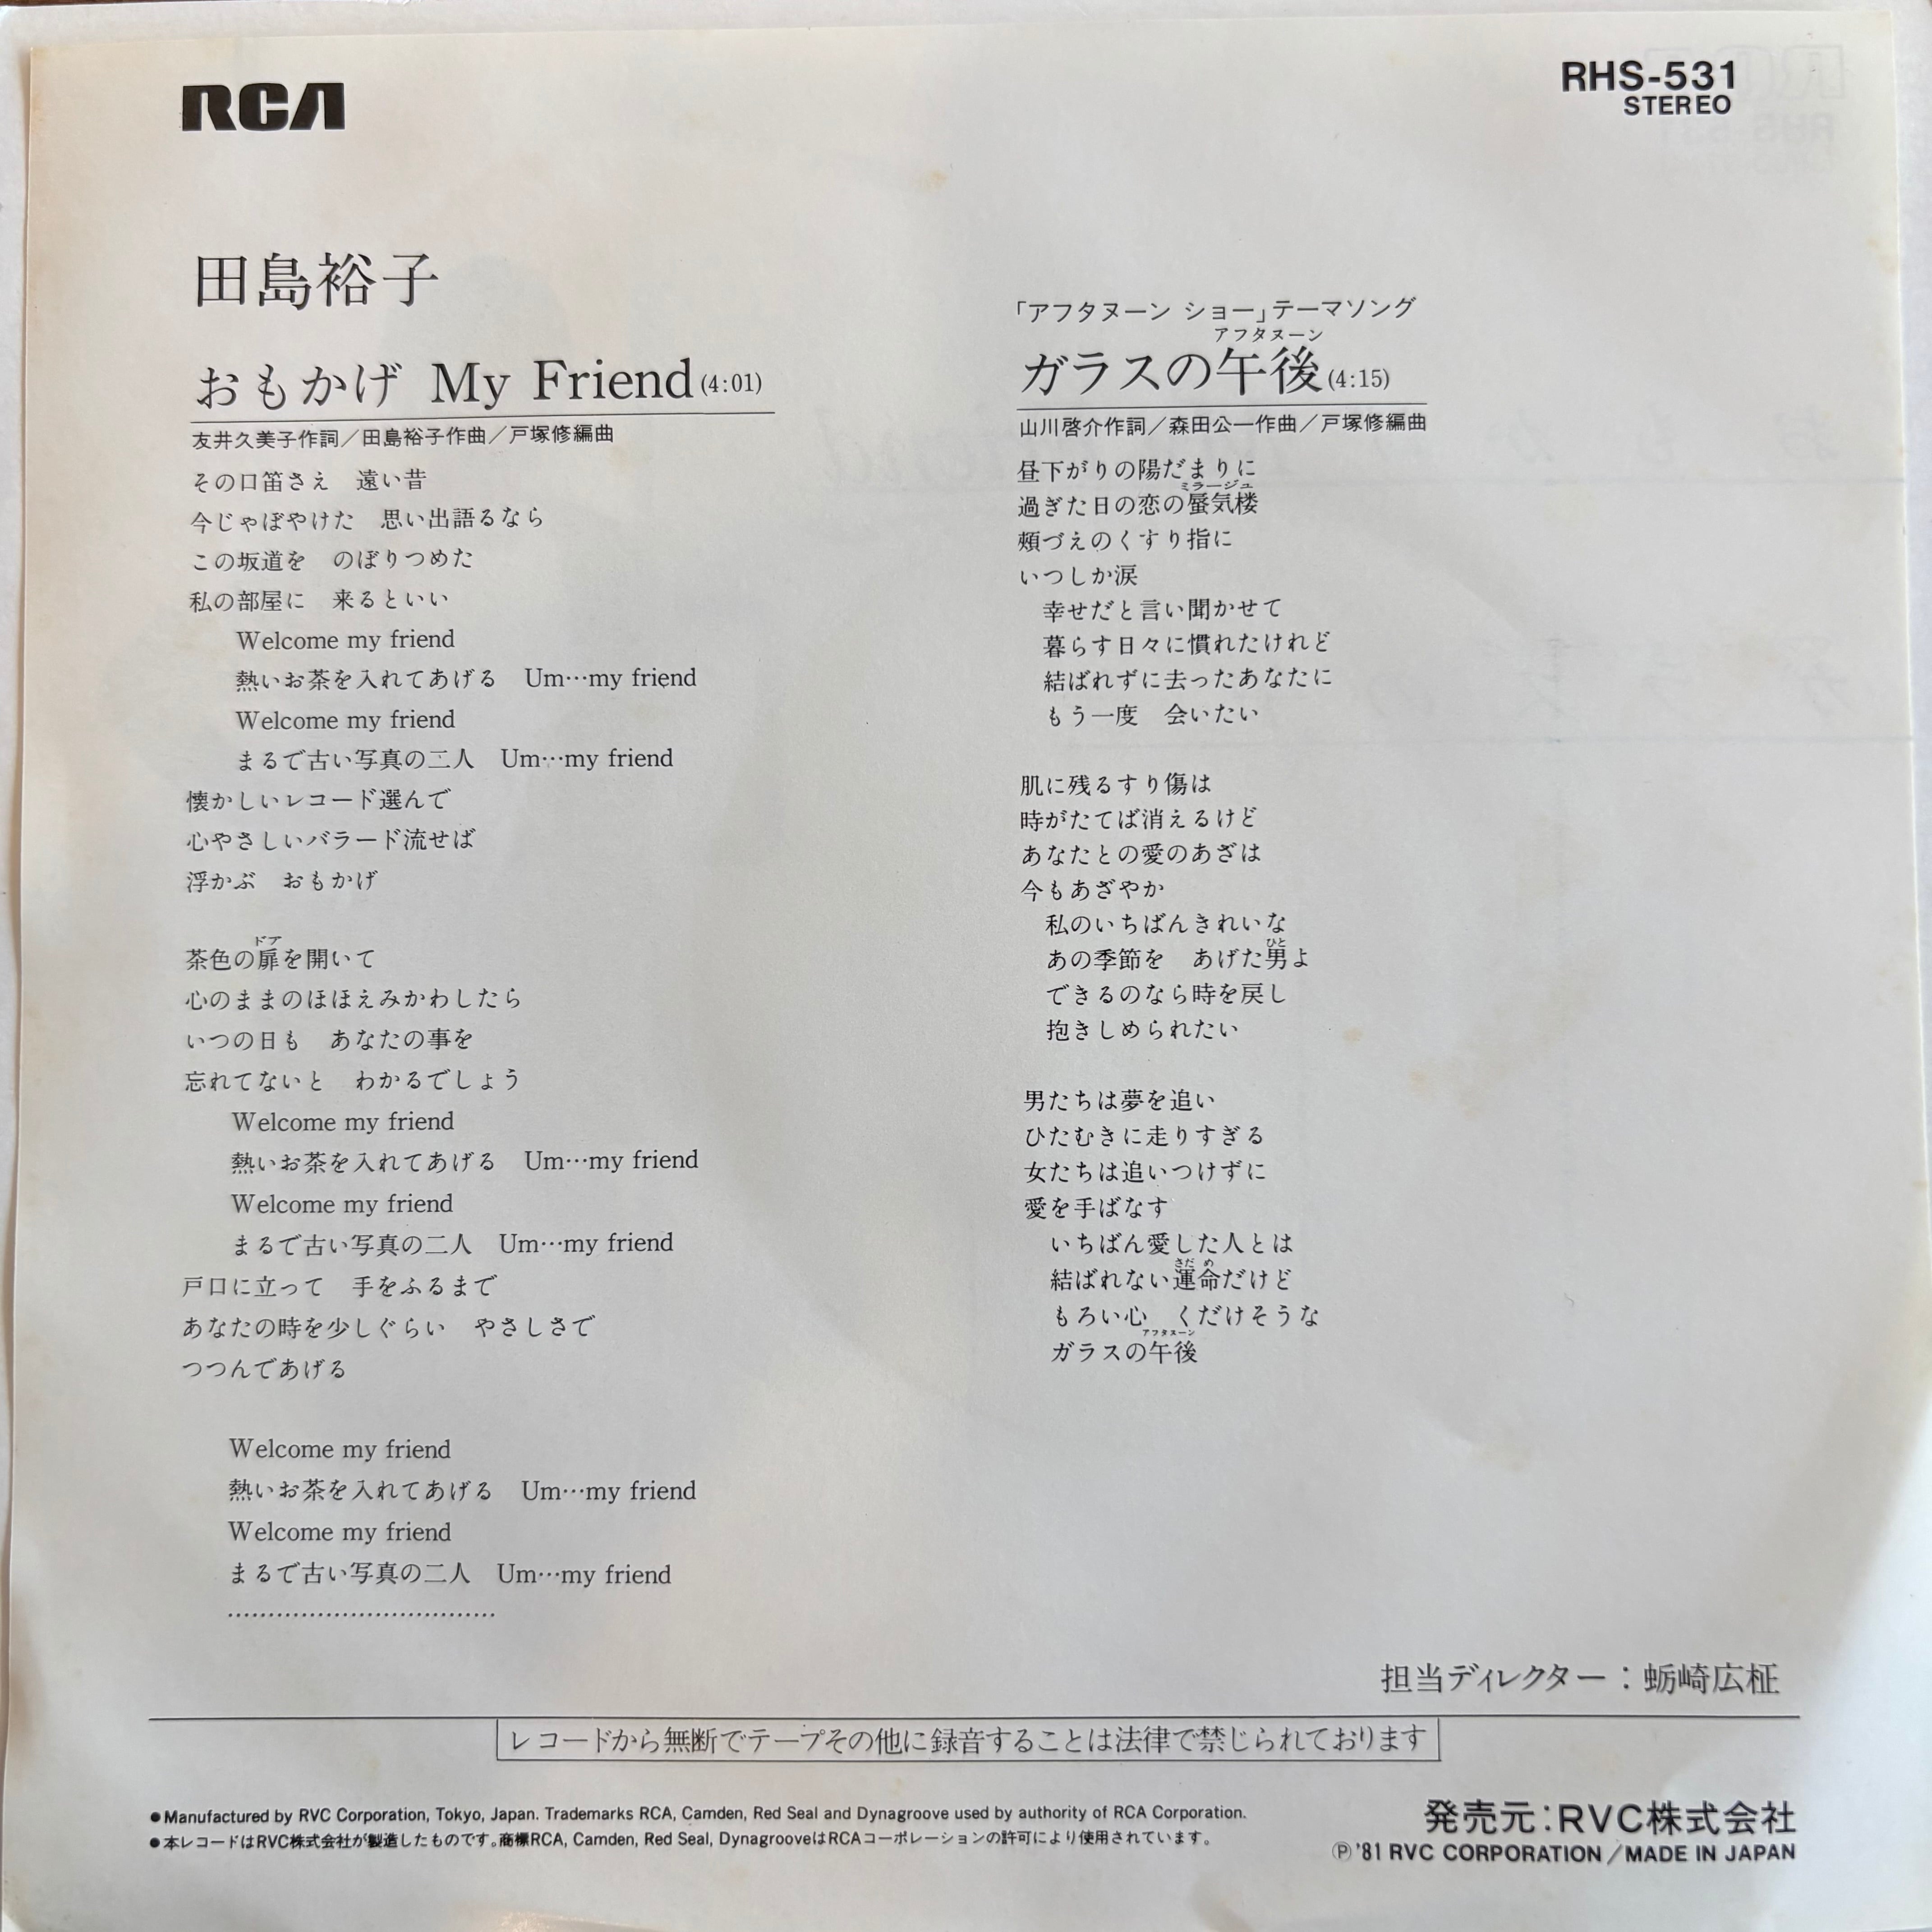 RCA
RHS-531
STEREO
田島裕子
おもかげ My Friend(4:01)
友井久美子作詞／田島裕子作曲／戸塚修編曲
その口笛さえ　遠い昔
今じゃぼやけた　思い出語るなら
この坂道を　のぼりつめた
私の部屋に　来るといい
Welcome my friend
熱いお茶を入れてあげる　Um…my friend
Welcome my friend
まるで古い写真の二人　Um…my friend
懐かしいレコード選んで
心やさしいバラード流せば
浮かぶ　おもかげ
ドア
茶色の扉を開いて
心のままのほほえみかわしたら
いつの日も　あなたの事を
忘れてないと　わかるでしょう
Welcome my friend
熱いお茶を入れてあげる　Um…my friend
Welcome my friend
まるで古い写真の二人　Um…my friend
戸口に立って　手をふるまで
あなたの時を少しぐらい　やさしさで
つつんであげる
Welcome my friend
熱いお茶を入れてあげる　Um…my friend
Welcome my friend
まるで古い写真の二人　Um…my friend
………………………………
「アフタヌーン ショー」テーマソング
アフタヌーン
ガラスの午後(4:15)
山川啓介作詞／森田公一作曲／戸塚修編曲
昼下がりの陽だまりに
ミラージュ
過ぎた日の恋の蜃気楼
頰づえのくすり指に
いつしか涙
幸せだと言い聞かせて
暮らす日々に慣れたけれど
結ばれずに去ったあなたに
もう一度　会いたい
肌に残るすり傷は
時がたてば消えるけど
あなたとの愛のあざは
今もあざやか
私のいちばんきれいな
ひと
あの季節を　あげた男よ
できるのなら時を戻し
抱きしめられたい
男たちは夢を追い
ひたむきに走りすぎる
女たちは追いつけずに
愛を手ばなす
いちばん愛した人とは
さだ め
結ばれない運命だけど
もろい心　くだけそうな
アフタヌーン
ガラスの午後
担当ディレクター：蛎崎広柾
レコードから無断でテープその他に録音することは法律で禁じられております
●Manufactured by RVC Corporation, Tokyo, Japan. Trademarks RCA, Camden, Red Seal and Dynagroove used by authority of RCA Corporation.
●本レコードはRVC株式会社が製造したものです。商標RCA, Camden, Red Seal, DynagrooveはRCAコーポレーションの許可により使用されています。
発売元：RVC株式会社
Ⓟ'81 RVC CORPORATION／MADE IN JAPAN